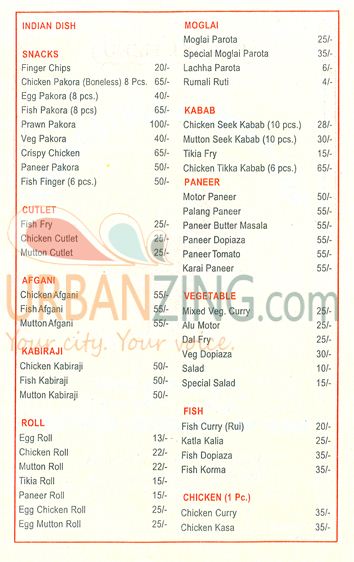 INDIAN DISH
SNACKS
Finger Chips 20/-
Chicken Pakora (Boneless) 8 Pcs. 65/-
Egg Pakora (8 pcs.) 40/-
Fish Pakora (8 pcs) 65/-
Prawn Pakora 100/-
Veg Pakora 40/-
Crispy Chicken 65/-
Paneer Pakora 50/-
Fish Finger (6 pcs.) 50/-
CUTLET
Fish Fry 25/-
Chicken Cutlet 25/-
Mutton Cutlet 25/-
AFGANI
Chicken Afgani 55/-
Fish Afgani 55/-
Mutton Afgani 55/-
KABIRAJI
Chicken Kabiraji 50/-
Fish Kabiraji 50/-
Mutton Kabiraji 50/-
ROLL
Egg Roll 13/-
Chicken Roll 22/-
Mutton Roll 22/-
Tikia Roll 15/-
Paneer Roll 15/-
Egg Chicken Roll 25/-
Egg Mutton Roll 25/-
MOGLAI
Moglai Parota 25/-
Special Moglai Parota 35/-
Lachha Parota 6/-
Rumali Ruti 4/-
KABAB
Chicken Seek Kabab (10 pcs.) 28/-
Mutton Seek Kabab (10 pcs.) 30/-
Tikia Fry 15/-
Chicken Tikka Kabab (6 pcs.) 65/-
PANEER
Motor Paneer 50/-
Palang Paneer 55/-
Paneer Butter Masala 55/-
Paneer Dopiaza 55/-
Paneer Tomato 55/-
Karai Paneer 55/-
VEGETABLE
Mixed Veg. Curry 25/-
Alu Motor 25/-
Dal Fry 25/-
Veg Dopiaza 30/-
Salad 10/-
Special Salad 15/-
FISH
Fish Curry (Rui) 20/-
Katla Kalia 25/-
Fish Dopiaza 35/-
Fish Korma 35/-
CHICKEN (1 Pc.)
Chicken Curry 35/-
Chicken Kasa 35/-
URBANZING.com
Your city. Your voice.